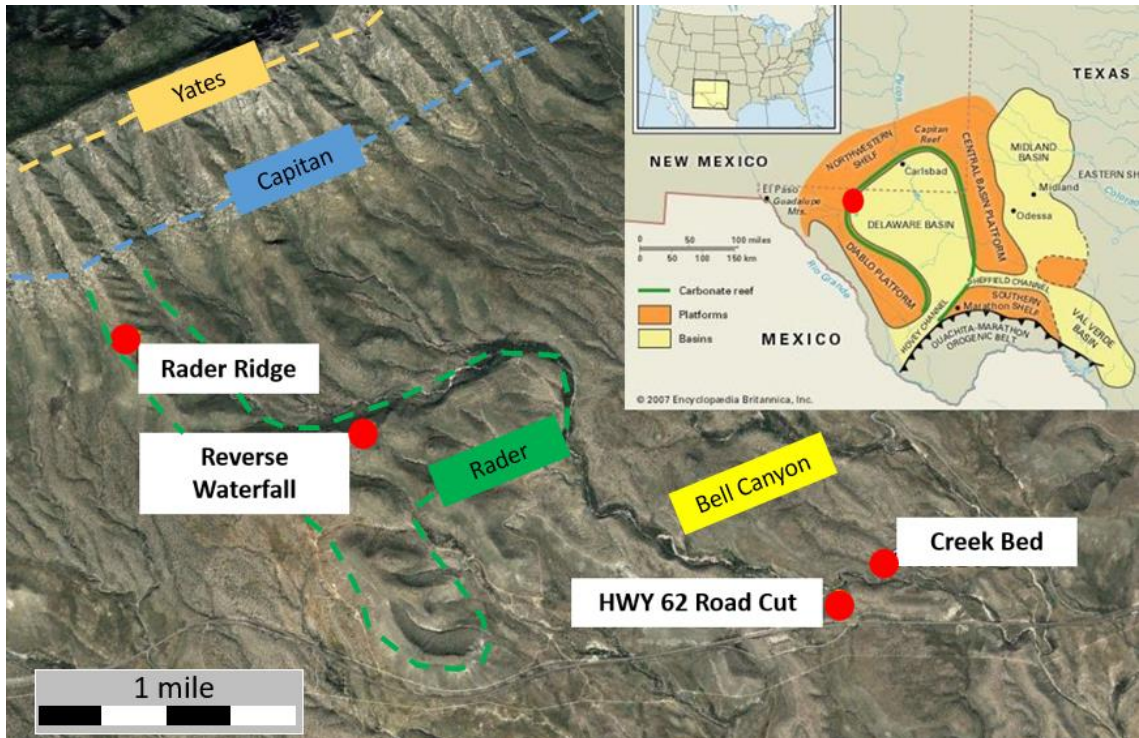 Yates
Capitan
Rader Ridge
Reverse
Waterfall
Rader
Bell Canyon
Creek Bed
HWY 62 Road Cut
1 mile
TEXAS
NEW MEXICO
Pecos
NORTHWESTERN
SHELF
Capitan
Reef
Carlsbad
CENTRAL BASIN PLATFORM
MIDLAND
BASIN
EASTERN SH
Midland
Colorado
Odessa
El Paso
Guadalupe
Mts.
DELAWARE BASIN
0 50 100 miles
0 50 100 150 km
DIABLO PLATFORM
Rio Grande
Carbonate reef
Platforms
Basins
MEXICO
HOVEY CHANNEL
SHEFFIELD CHANNEL
SOUTHERN
Marathon SHELF
OUACHITA-MARATHON
OROGENIC BELT
VAL VERDE
BASIN
© 2007 Encyclopædia Britannica, Inc.